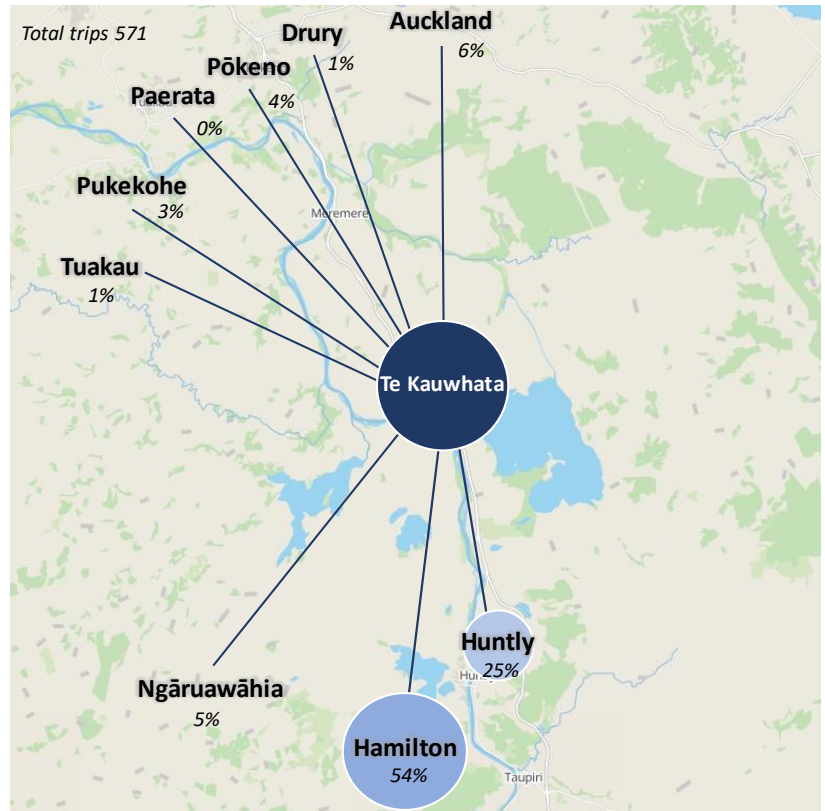 Total trips 571
Drury
1%
Auckland
6%
Pōkeno
4%
Paerata
0%
Pukekohe
3%
Meremere
Tuakau
1%
Te Kauwhata
Huntly
25%
Ngāruawāhia
5%
Hamilton
54%
Taupiri